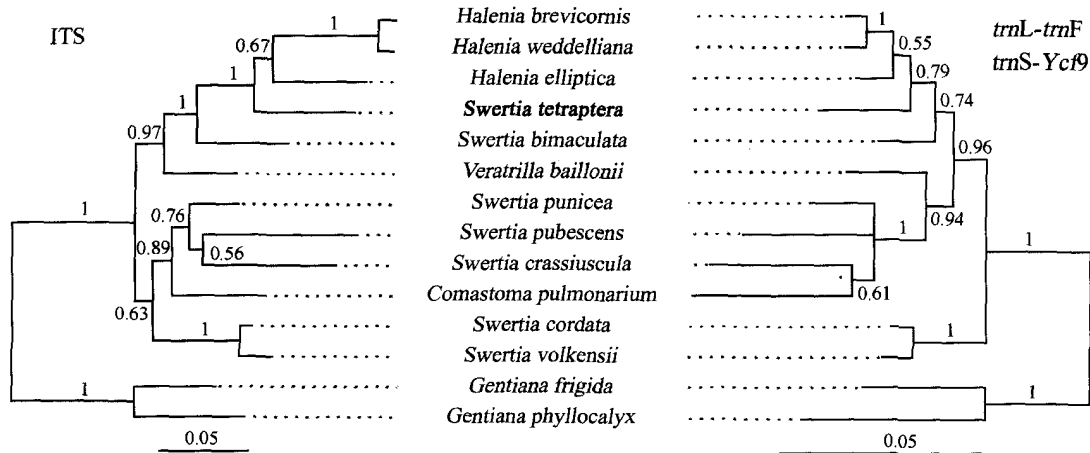 ITS
trnL-trnF
trnS-Ycf9
Halenia brevicornis
Halenia weddelliana
Halenia elliptica
Swertia tetraptera
Swertia bimaculata
Veratrilla baillonii
Swertia punicea
Swertia pubescens
Swertia crassiuscula
Comastoma pulmonarium
Swertia cordata
Swertia volkensii
Gentiana frigida
Gentiana phyllocalyx
1
0.67
1
1
0.97
1
0.76
0.89
0.56
0.63
1
1
0.05
1
0.55
0.79
0.74
0.96
1
0.94
1
0.61
1
1
0.05